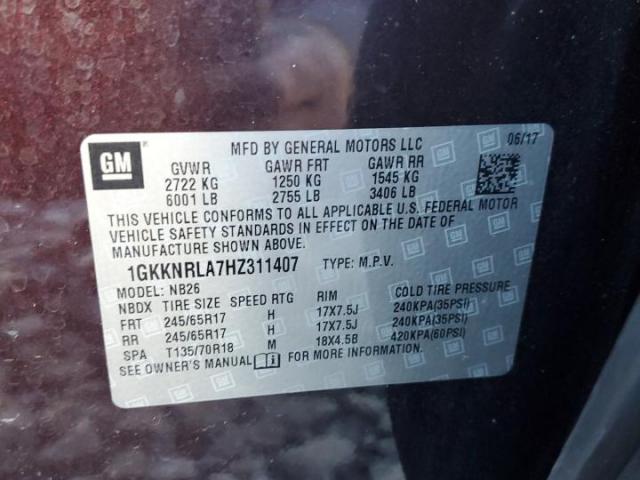 GM
MFD BY GENERAL MOTORS LLC 06/17
GVWR GAWR FRT GAWR RR
2722 KG 1250 KG 1545 KG
6001 LB 2755 LB 3406 LB
THIS VEHICLE CONFORMS TO ALL APPLICABLE U.S. FEDERAL MOTOR
VEHICLE SAFETY STANDARDS IN EFFECT ON THE DATE OF
MANUFACTURE SHOWN ABOVE.
1GKKNRLA7HZ311407 TYPE: M.P.V.
MODEL: NB26
NBDX TIRE SIZE SPEED RTG RIM COLD TIRE PRESSURE
FRT 245/65R17 H 17X7.5J 240KPA(35PSI)
RR 245/65R17 H 17X7.5J 240KPA(35PSI)
SPA T135/70R18 M 18X4.5B 420KPA(60PSI)
SEE OWNER'S MANUAL FOR MORE INFORMATION.